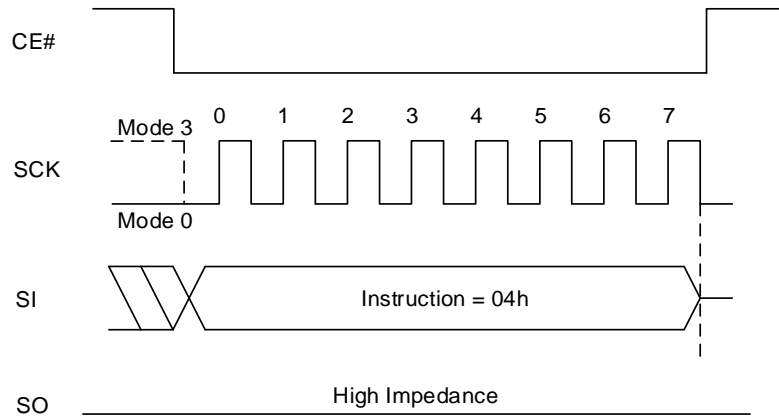 CE#
0 1 2 3 4 5 6 7
Mode 3
SCK
Mode 0
SI
Instruction = 04h
High Impedance
SO